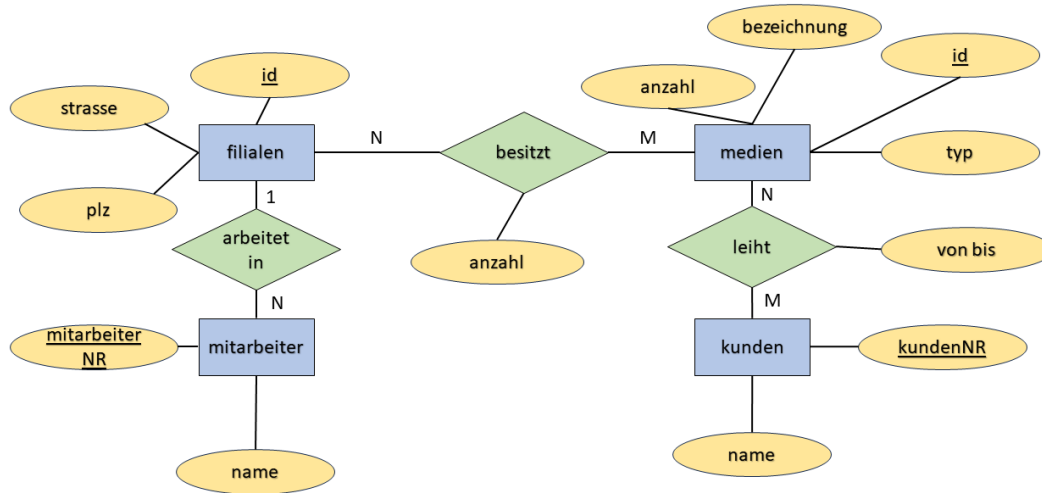 bezeichnung
id
id
anzahl
strasse
N
M
filialen
besitzt
medien
typ
1
N
plz
arbeitet
in
leiht
von bis
anzahl
N
M
mitarbeiter
NR
mitarbeiter
kunden
kundenNR
name
name